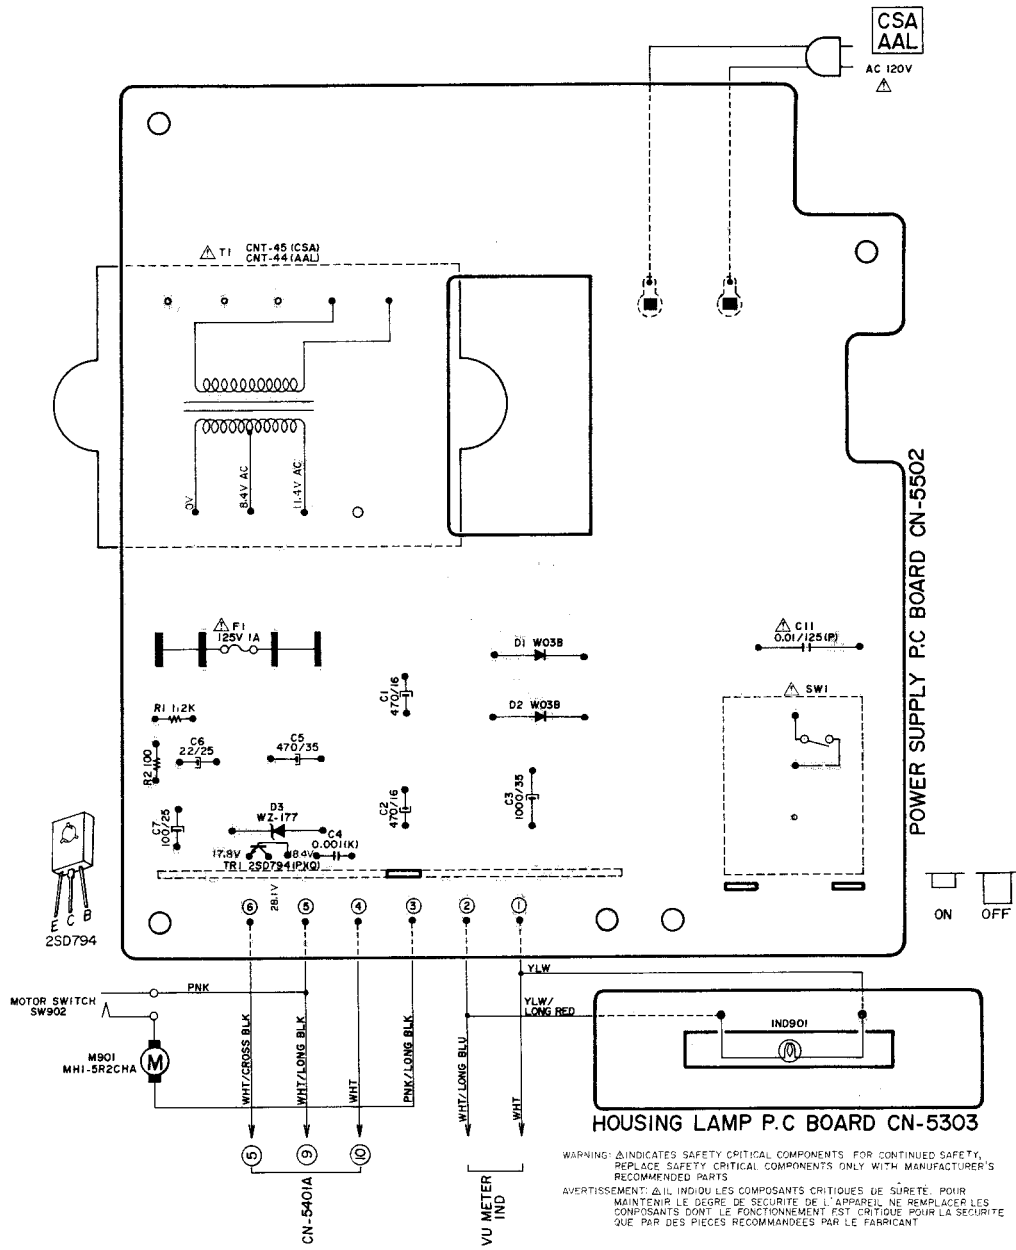 CSA
AAL
AC 120V
T1
CNT-45 (CSA)
CNT-44 (AAL)
0V
8.4V AC
11.4V AC
POWER SUPPLY P.C BOARD CN-5502
F1
125V 1A
D1 W03B
C11
0.01/125(P)
C1
470/16
SW1
R1 1.2K
D2 W03B
C6
22/25
C5
470/35
R2 100
C7
100/25
C2
470/16
C3
1000/35
D3
WZ-177
C4
0.001(K)
17.8V
18.4V
TR1 2SD794(P)(Q)
28.1V
E C B
2SD794
6
5
4
3
2
1
ON
OFF
YLW
PNK
MOTOR SWITCH
SW902
YLW/
LONG RED
IND901
M901
MHI-5R2CHA
M
WHT/CROSS BLK
WHT/LONG BLK
WHT
PNK/LONG BLK
WHT/LONG BLU
WHT
HOUSING LAMP P.C BOARD CN-5303
5
9
10
CN-5401A
VU METER
IND
WARNING: ⚠INDICATES SAFETY CRITICAL COMPONENTS FOR CONTINUED SAFETY,
REPLACE SAFETY CRITICAL COMPONENTS ONLY WITH MANUFACTURER'S
RECOMMENDED PARTS
AVERTISSEMENT: ⚠IL INDIQU LES COMPOSANTS CRITIQUES DE SURETÉ. POUR
MAINTENIR LE DEGRE DE SECURITE DE L'APPAREIL NE REMPLACER LES
CONPOSANTS DONT LE FONCTIONNEMENT EST CRITIQUE POUR LA SECURITE
QUE PAR DES PIECES RECOMMANDEES PAR LE FABRICANT